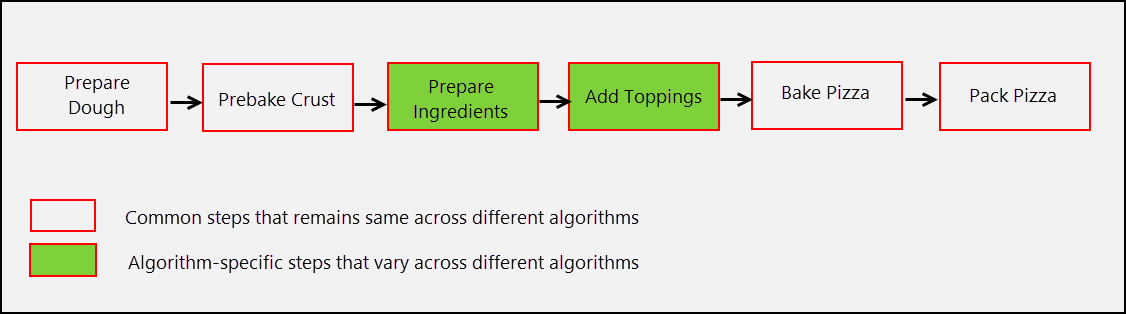 Prepare
Dough
Prebake Crust
Prepare
Ingredients
Add Toppings
Bake Pizza
Pack Pizza
Common steps that remains same across different algorithms
Algorithm-specific steps that vary across different algorithms